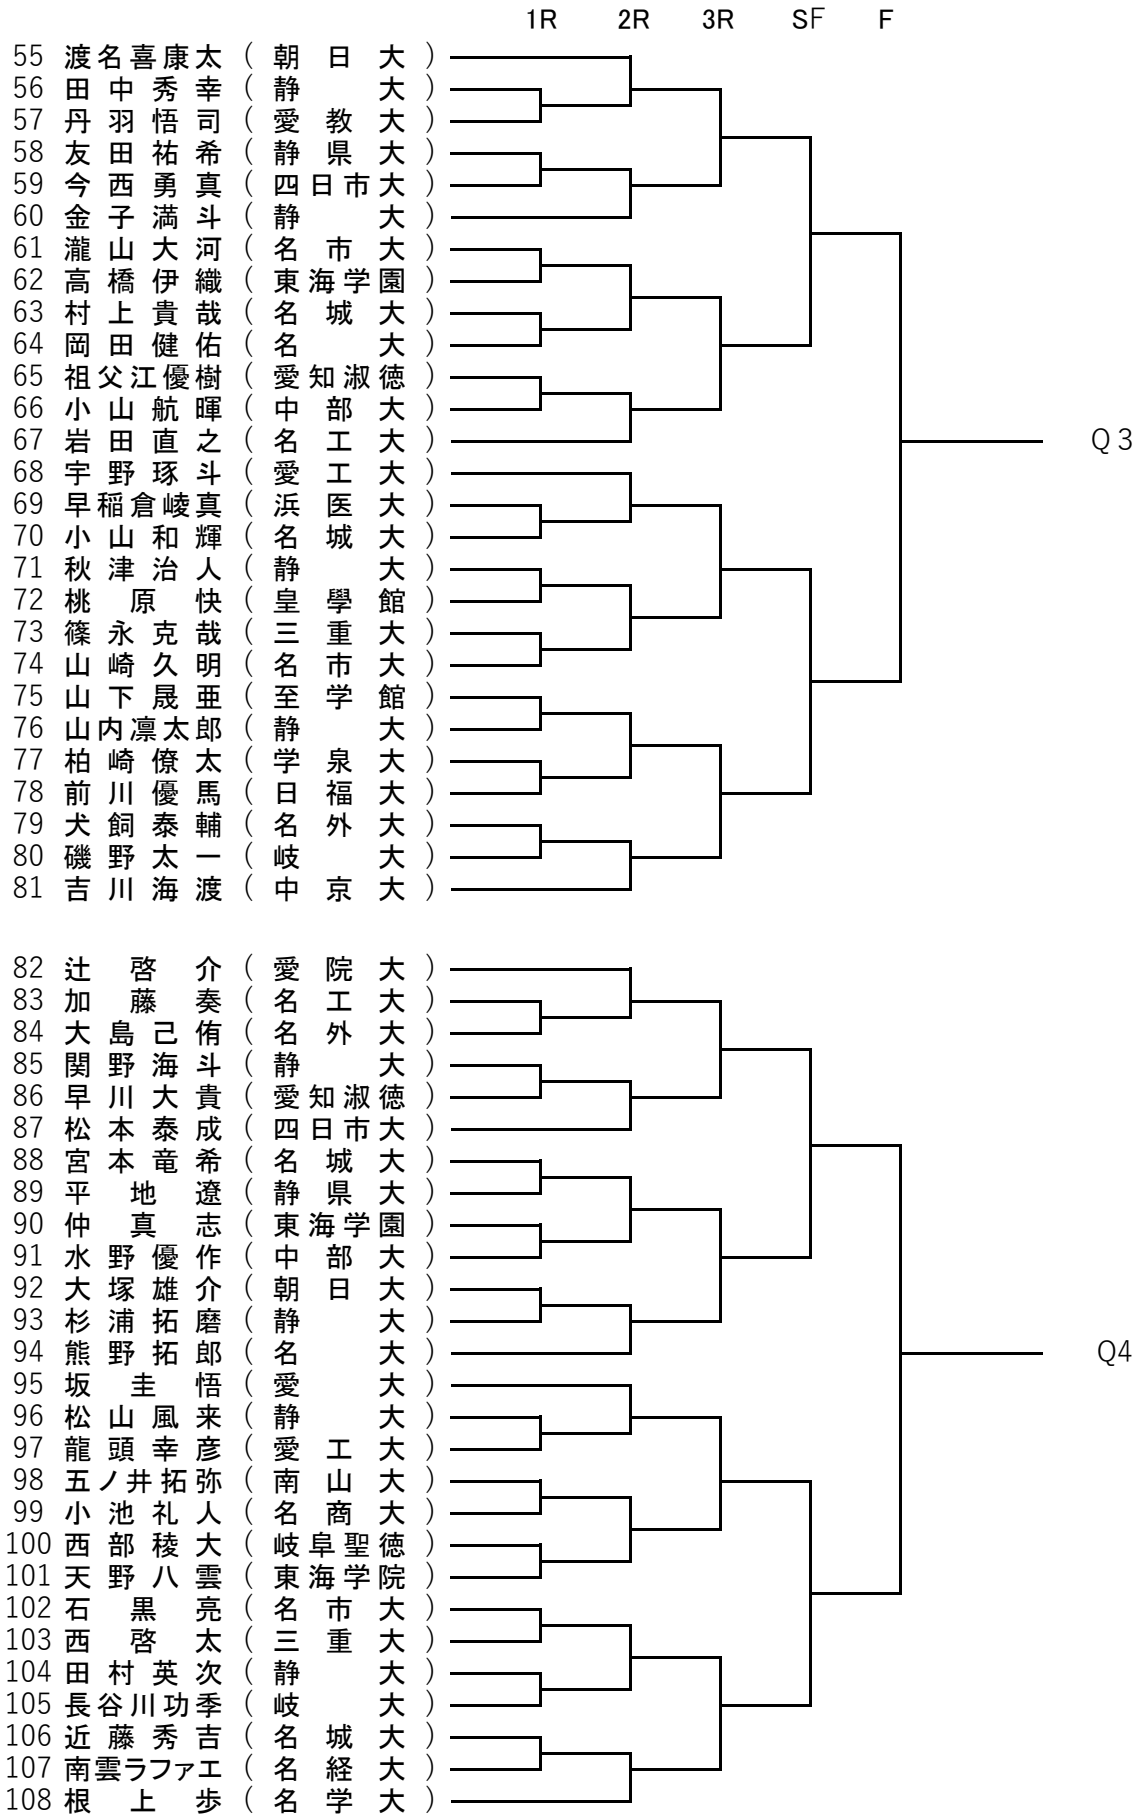 1R 2R 3R SF F
55 渡名喜康太 ( 朝日大 )
56 田中秀幸 ( 静大 )
57 丹羽悟司 ( 愛教大 )
58 友田祐希 ( 静県大 )
59 今西勇真 ( 四日市大 )
60 金子満斗 ( 静大 )
61 瀧山大河 ( 名市大 )
62 高橋伊織 ( 東海学園 )
63 村上貴哉 ( 名城大 )
64 岡田健佑 ( 名大 )
65 祖父江優樹 ( 愛知淑徳 )
66 小山航暉 ( 中部大 )
67 岩田直之 ( 名工大 ) Q3
68 宇野琢斗 ( 愛工大 )
69 早稲倉崚真 ( 浜医大 )
70 小山和輝 ( 名城大 )
71 秋津治人 ( 静大 )
72 桃原快 ( 皇學館 )
73 篠永克哉 ( 三重大 )
74 山崎久明 ( 名市大 )
75 山下晟亜 ( 至学館 )
76 山内凛太郎 ( 静大 )
77 柏崎僚太 ( 学泉大 )
78 前川優馬 ( 日福大 )
79 犬飼泰輔 ( 名外大 )
80 磯野太一 ( 岐大 )
81 吉川海渡 ( 中京大 )
82 辻啓介 ( 愛院大 )
83 加藤奏 ( 名工大 )
84 大島己侑 ( 名外大 )
85 関野海斗 ( 静大 )
86 早川大貴 ( 愛知淑徳 )
87 松本泰成 ( 四日市大 )
88 宮本竜希 ( 名城大 )
89 平地遼 ( 静県大 )
90 仲真志 ( 東海学園 )
91 水野優作 ( 中部大 )
92 大塚雄介 ( 朝日大 )
93 杉浦拓磨 ( 静大 )
94 熊野拓郎 ( 名大 ) Q4
95 坂圭悟 ( 愛大 )
96 松山風来 ( 静大 )
97 龍頭幸彦 ( 愛工大 )
98 五ノ井拓弥 ( 南山大 )
99 小池礼人 ( 名商大 )
100 西部稜大 ( 岐阜聖徳 )
101 天野八雲 ( 東海学院 )
102 石黒亮 ( 名市大 )
103 西啓太 ( 三重大 )
104 田村英次 ( 静大 )
105 長谷川功季 ( 岐大 )
106 近藤秀吉 ( 名城大 )
107 南雲ラファエ ( 名経大 )
108 根上歩 ( 名学大 )